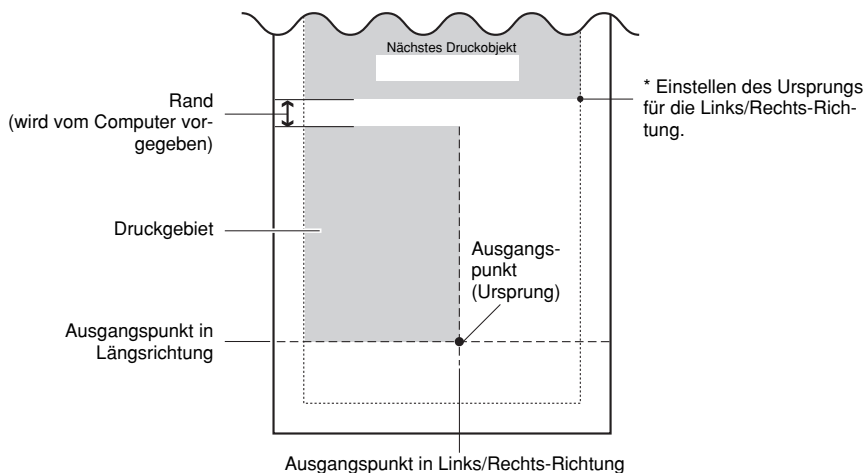 Nächstes Druckobjekt
Rand
(wird vom Computer vor-
gegeben)
* Einstellen des Ursprungs
für die Links/Rechts-Rich-
tung.
Druckgebiet
Ausgangs-
punkt
(Ursprung)
Ausgangspunkt in
Längsrichtung
Ausgangspunkt in Links/Rechts-Richtung